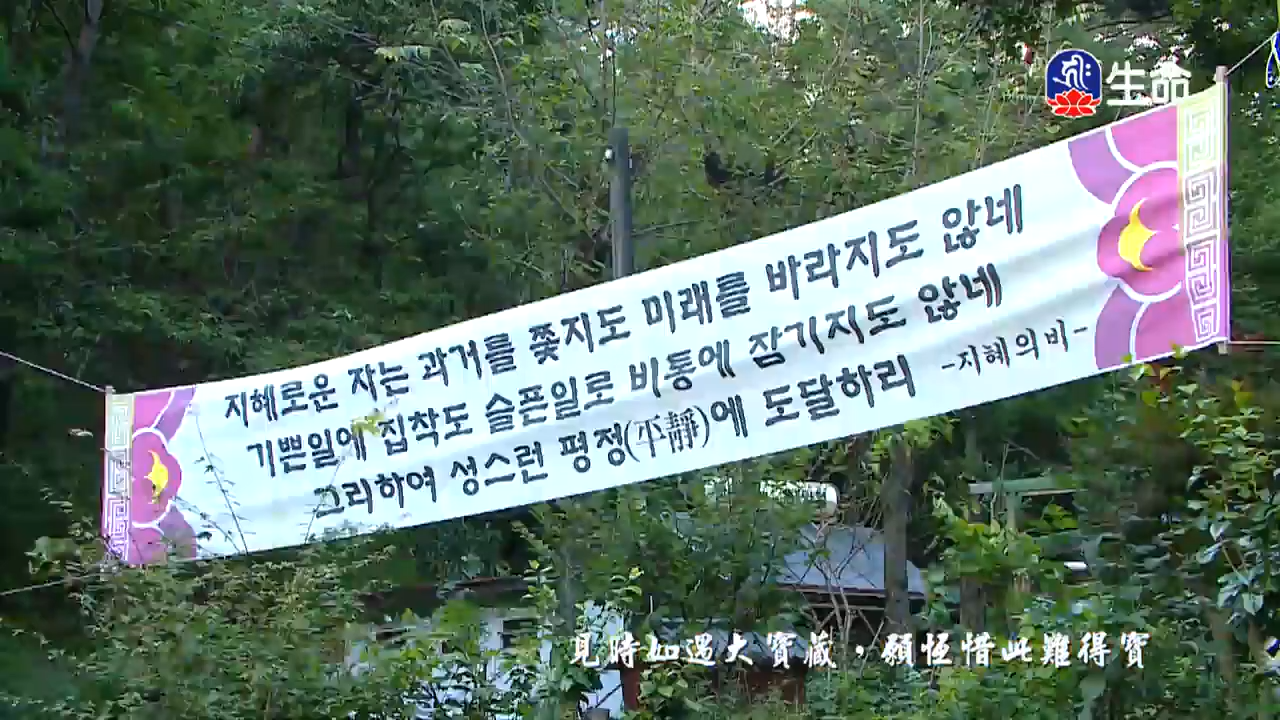 生命
지혜로운 자는 과거를 쫓지도 미래를 바라지도 않네
기쁜일에 집착도 슬픈일로 비통에 잠기지도 않네
그리하여 성스런 평정(平靜)에 도달하리 -지혜의비-
見時如遇大寶藏，願恆惜此難得寶